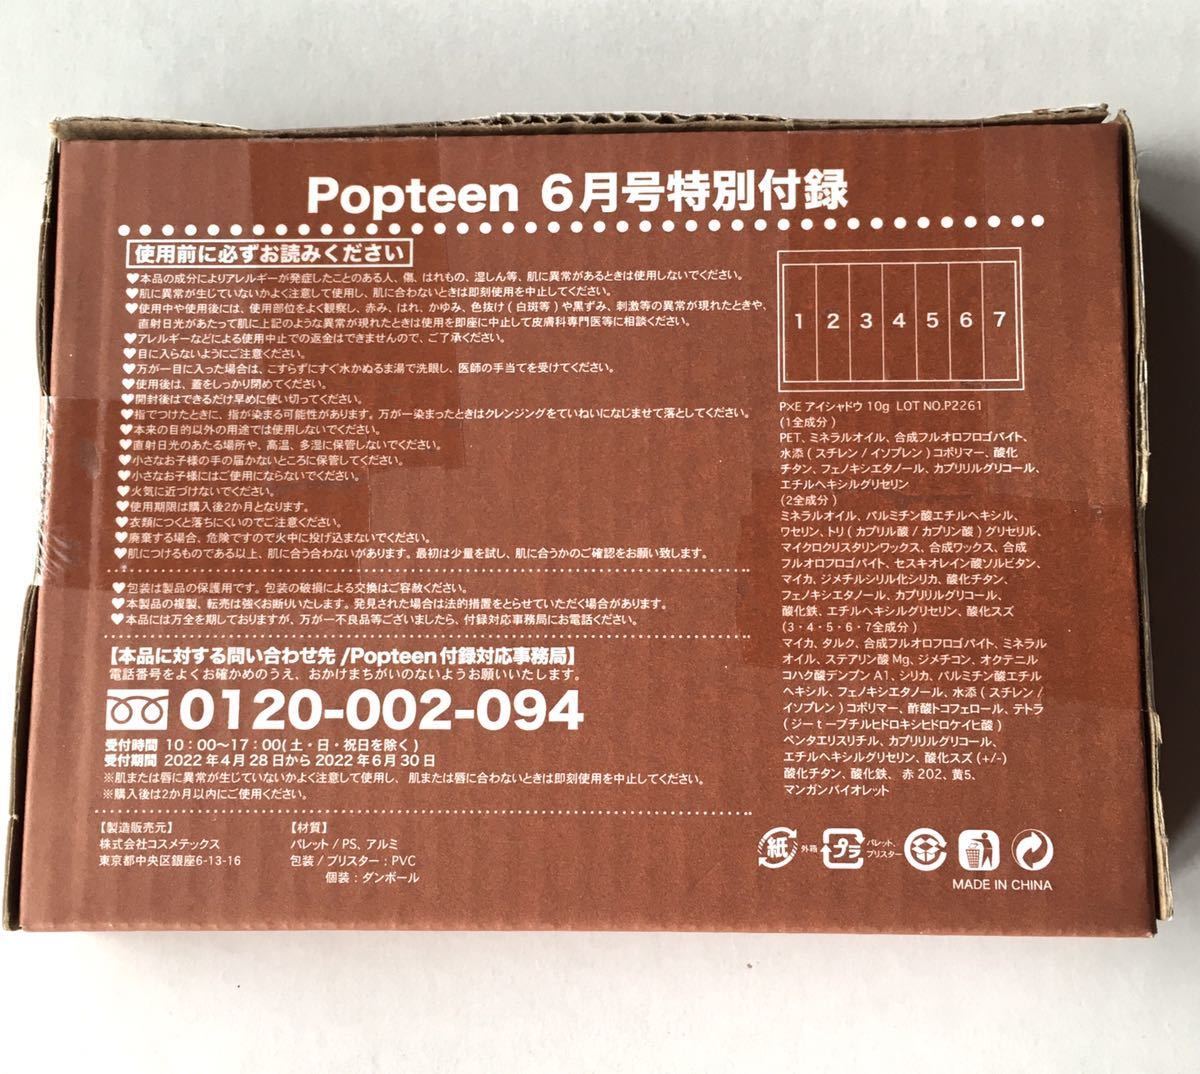 Popteen 6月号特別付録
使用前に必ずお読みください
♥本品の成分によりアレルギーが発症したことのある人、傷、はれもの、湿しん等、肌に異常があるときは使用しないでください。
♥肌に異常が生じていないかよく注意して使用し、肌に合わないときは即刻使用を中止してください。
♥使用中や使用後には、使用部位をよく観察し、赤み、はれ、かゆみ、色抜け(白斑等)や黒ずみ、刺激等の異常が現れたときや、
直射日光があたって肌に上記のような異常が現れたときは使用を即座に中止して皮膚科専門医等に相談ください。
♥アレルギーなどによる使用中止での返金はできませんので、ご了承ください。
♥目に入らないようにご注意ください。
♥万が一目に入った場合は、こすらずにすぐ水かぬるま湯で洗眼し、医師の手当てを受けてください。
♥使用後は、蓋をしっかり閉めてください。
♥開封後はできるだけ早めに使い切ってください。
♥指でつけたときに、指が染まる可能性があります。万が一染まったときはクレンジングをていねいになじませて落としてください。
♥本来の目的以外の用途では使用しないでください。
♥直射日光のあたる場所や、高温、多湿に保管しないでください。
♥小さなお子様の手の届かないところに保管してください。
♥小さなお子様にはご使用にならないでください。
♥火気に近づけないでください。
♥使用期限は購入後2か月となります。
♥衣類につくと落ちにくいのでご注意ください。
♥廃棄する場合、危険ですので火中に投げ込まないでください。
♥肌につけるものである以上、肌に合う合わないがあります。最初は少量を試し、肌に合うかのご確認をお願い致します。
♥包装は製品の保護用です。包装の破損による交換はご容赦ください。
♥本製品の複製、転売は強くお断りいたします。発見された場合は法的措置をとらせていただく場合があります。
♥本品には万全を期しておりますが、万が一不良品等ございましたら、付録対応事務局にお電話ください。
【本品に対する問い合わせ先/Popteen付録対応事務局】
電話番号をよくお確かめのうえ、おかけまちがいのないようお願いいたします。
0120-002-094
受付時間 10:00〜17:00(土・日・祝日を除く)
受付期間 2022年4月28日から2022年6月30日
※肌または唇に異常が生じていないかよく注意して使用し、肌または唇に合わないときは即刻使用を中止してください。
※購入後は2か月以内にご使用ください。
【製造販売元】
株式会社コスメテックス
東京都中央区銀座6-13-16
【材質】
パレット/PS、アルミ
包装/ブリスター:PVC
個装:ダンボール
1 2 3 4 5 6 7
P×E アイシャドウ 10g LOT NO.P2261
(1全成分)
PET、ミネラルオイル、合成フルオロフロゴパイト、
水添(スチレン/イソプレン)コポリマー、酸化
チタン、フェノキシエタノール、カプリリルグリコール、
エチルヘキシルグリセリン
(2全成分)
ミネラルオイル、パルミチン酸エチルヘキシル、
ワセリン、トリ(カプリル酸/カプリン酸)グリセリル、
マイクロクリスタリンワックス、合成ワックス、合成
フルオロフロゴパイト、セスキオレイン酸ソルビタン、
マイカ、ジメチルシリル化シリカ、酸化チタン、
フェノキシエタノール、カプリリルグリコール、
酸化鉄、エチルヘキシルグリセリン、酸化スズ
(3・4・5・6・7全成分)
マイカ、タルク、合成フルオロフロゴパイト、ミネラル
オイル、ステアリン酸Mg、ジメチコン、オクテニル
コハク酸デンプンA1、シリカ、パルミチン酸エチル
ヘキシル、フェノキシエタノール、水添(スチレン/
イソプレン)コポリマー、酢酸トコフェロール、テトラ
(ジーtーブチルヒドロキシヒドロケイヒ酸)
ペンタエリスリチル、カプリリルグリコール、
エチルヘキシルグリセリン、酸化スズ(+/-)
酸化チタン、酸化鉄、赤202、黄5、
マンガンバイオレット
紙 外箱 プラ パレット、
ブリスター
MADE IN CHINA